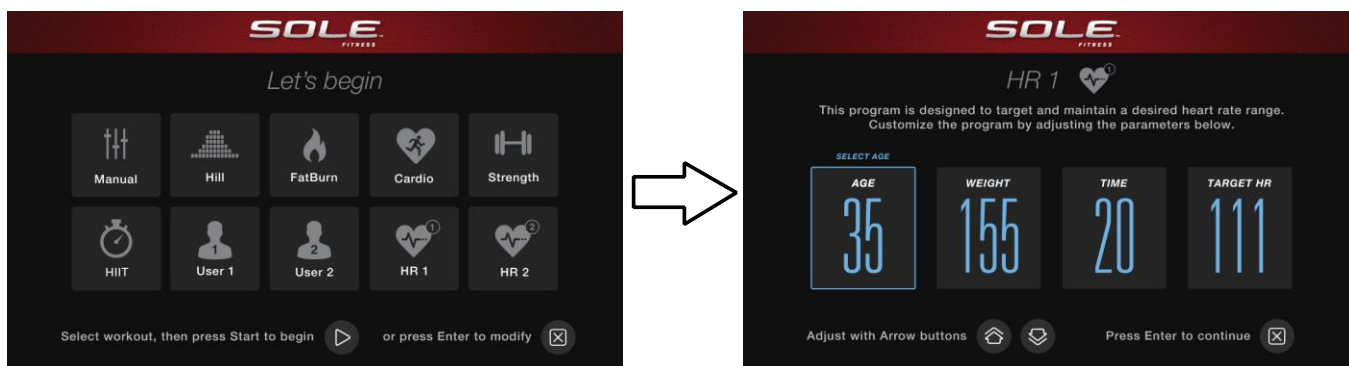 SOLE
FITNESS
Let's begin
Manual
Hill
FatBurn
Cardio
Strength
1
2
1
2
HIIT
User 1
User 2
HR 1
HR 2
Select workout, then press Start to begin
or press Enter to modify
SOLE
FITNESS
HR 1
1
This program is designed to target and maintain a desired heart rate range.
Customize the program by adjusting the parameters below.
SELECT AGE
AGE
35
WEIGHT
155
TIME
20
TARGET HR
111
Adjust with Arrow buttons
Press Enter to continue